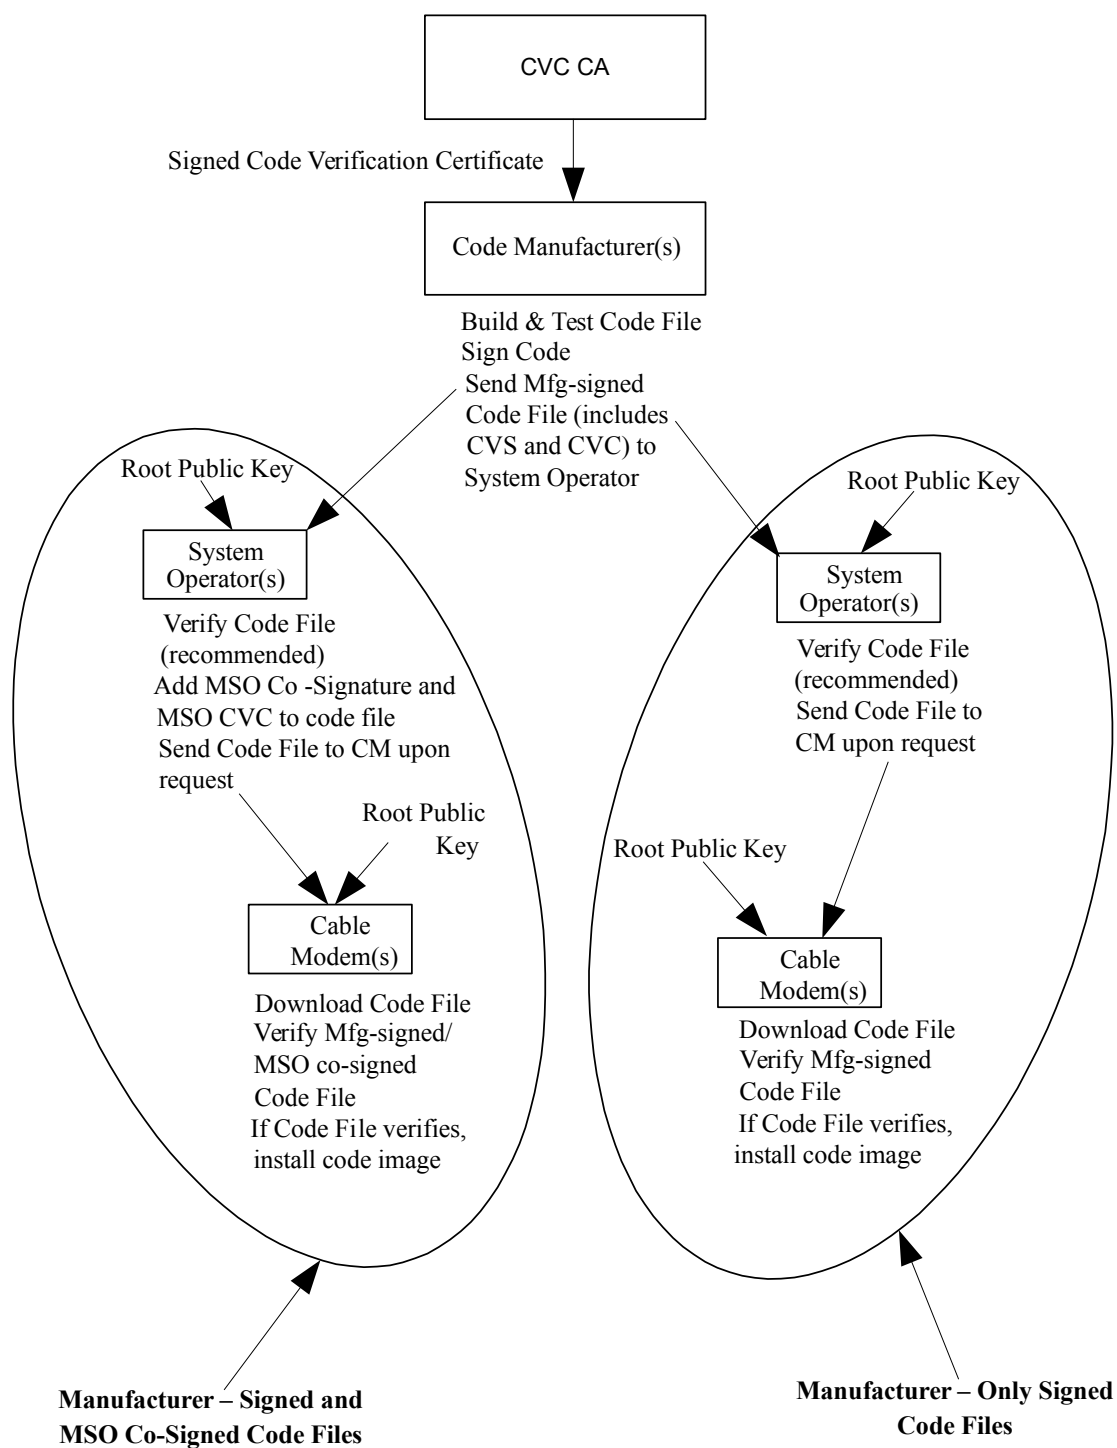 CVC CA
Signed Code Verification Certificate
Code Manufacturer(s)
Build & Test Code File
Sign Code
Send Mfg-signed
Code File (includes
CVS and CVC) to
System Operator
Root Public Key
System
Operator(s)
Verify Code File
(recommended)
Add MSO Co -Signature and
MSO CVC to code file
Send Code File to CM upon
request
Root Public
Key
Cable
Modem(s)
Download Code File
Verify Mfg-signed/
MSO co-signed
Code File
If Code File verifies,
install code image
Manufacturer – Signed and
MSO Co-Signed Code Files
Root Public Key
System
Operator(s)
Verify Code File
(recommended)
Send Code File to
CM upon request
Root Public Key
Cable
Modem(s)
Download Code File
Verify Mfg-signed
Code File
If Code File verifies,
install code image
Manufacturer – Only Signed
Code Files